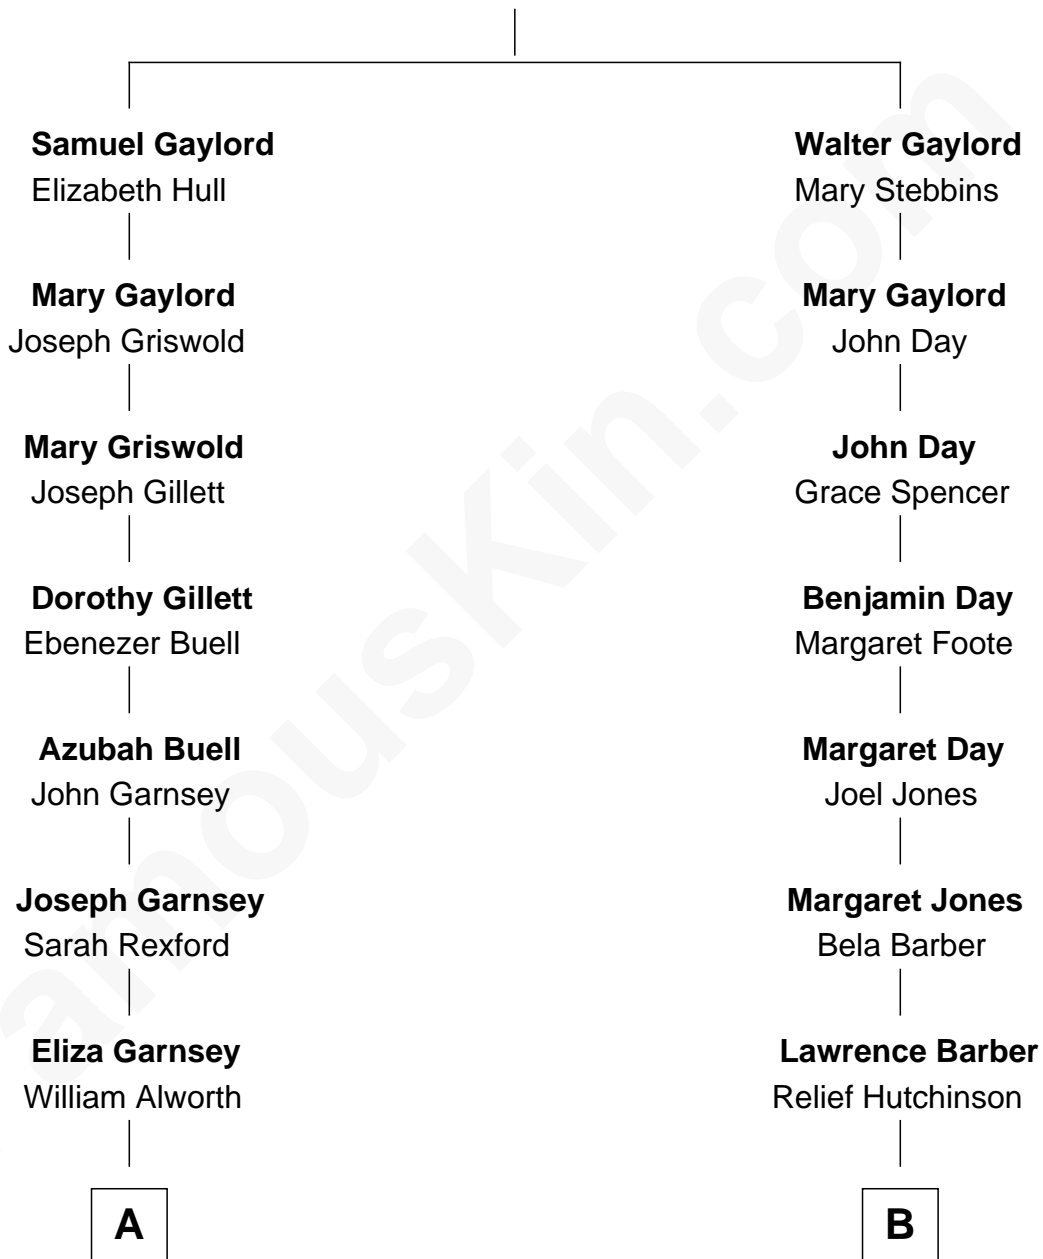 Samuel Gaylord
Elizabeth Hull
Mary Gaylord
Joseph Griswold
Mary Griswold
Joseph Gillett
Dorothy Gillett
Ebenezer Buell
Azubah Buell
John Garnsey
Joseph Garnsey
Sarah Rexford
Eliza Garnsey
William Alworth
A
Walter Gaylord
Mary Stebbins
Mary Gaylord
John Day
John Day
Grace Spencer
Benjamin Day
Margaret Foote
Margaret Day
Joel Jones
Margaret Jones
Bela Barber
Lawrence Barber
Relief Hutchinson
B
amouskin.com